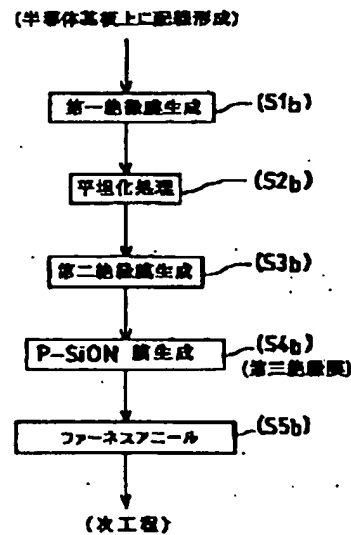 (半導体基板上に配線形成)
第一絶縁膜生成 (S1b)
平坦化処理 (S2b)
第二絶縁膜生成 (S3b)
P-SiON 膜生成 (S4b)
(第三絶縁膜)
ファーネスアニール (S5b)
(次工程)